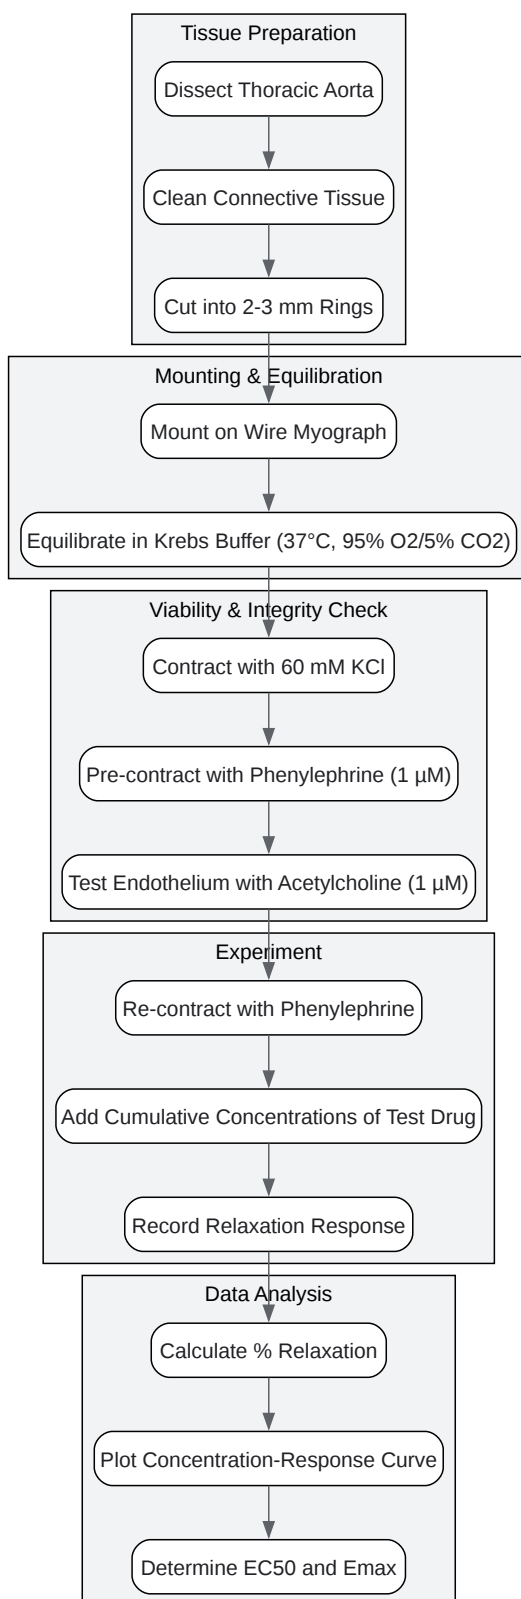 Tissue Preparation
Dissect Thoracic Aorta
Clean Connective Tissue
Cut into 2-3 mm Rings
Mounting & Equilibration
Mount on Wire Myograph
Equilibrate in Krebs Buffer (37°C, 95% O2/5% CO2)
Viability & Integrity Check
Contract with 60 mM KCl
Pre-contract with Phenylephrine (1 µM)
Test Endothelium with Acetylcholine (1 µM)
Experiment
Re-contract with Phenylephrine
Add Cumulative Concentrations of Test Drug
Record Relaxation Response
Data Analysis
Calculate % Relaxation
Plot Concentration-Response Curve
Determine EC50 and Emax